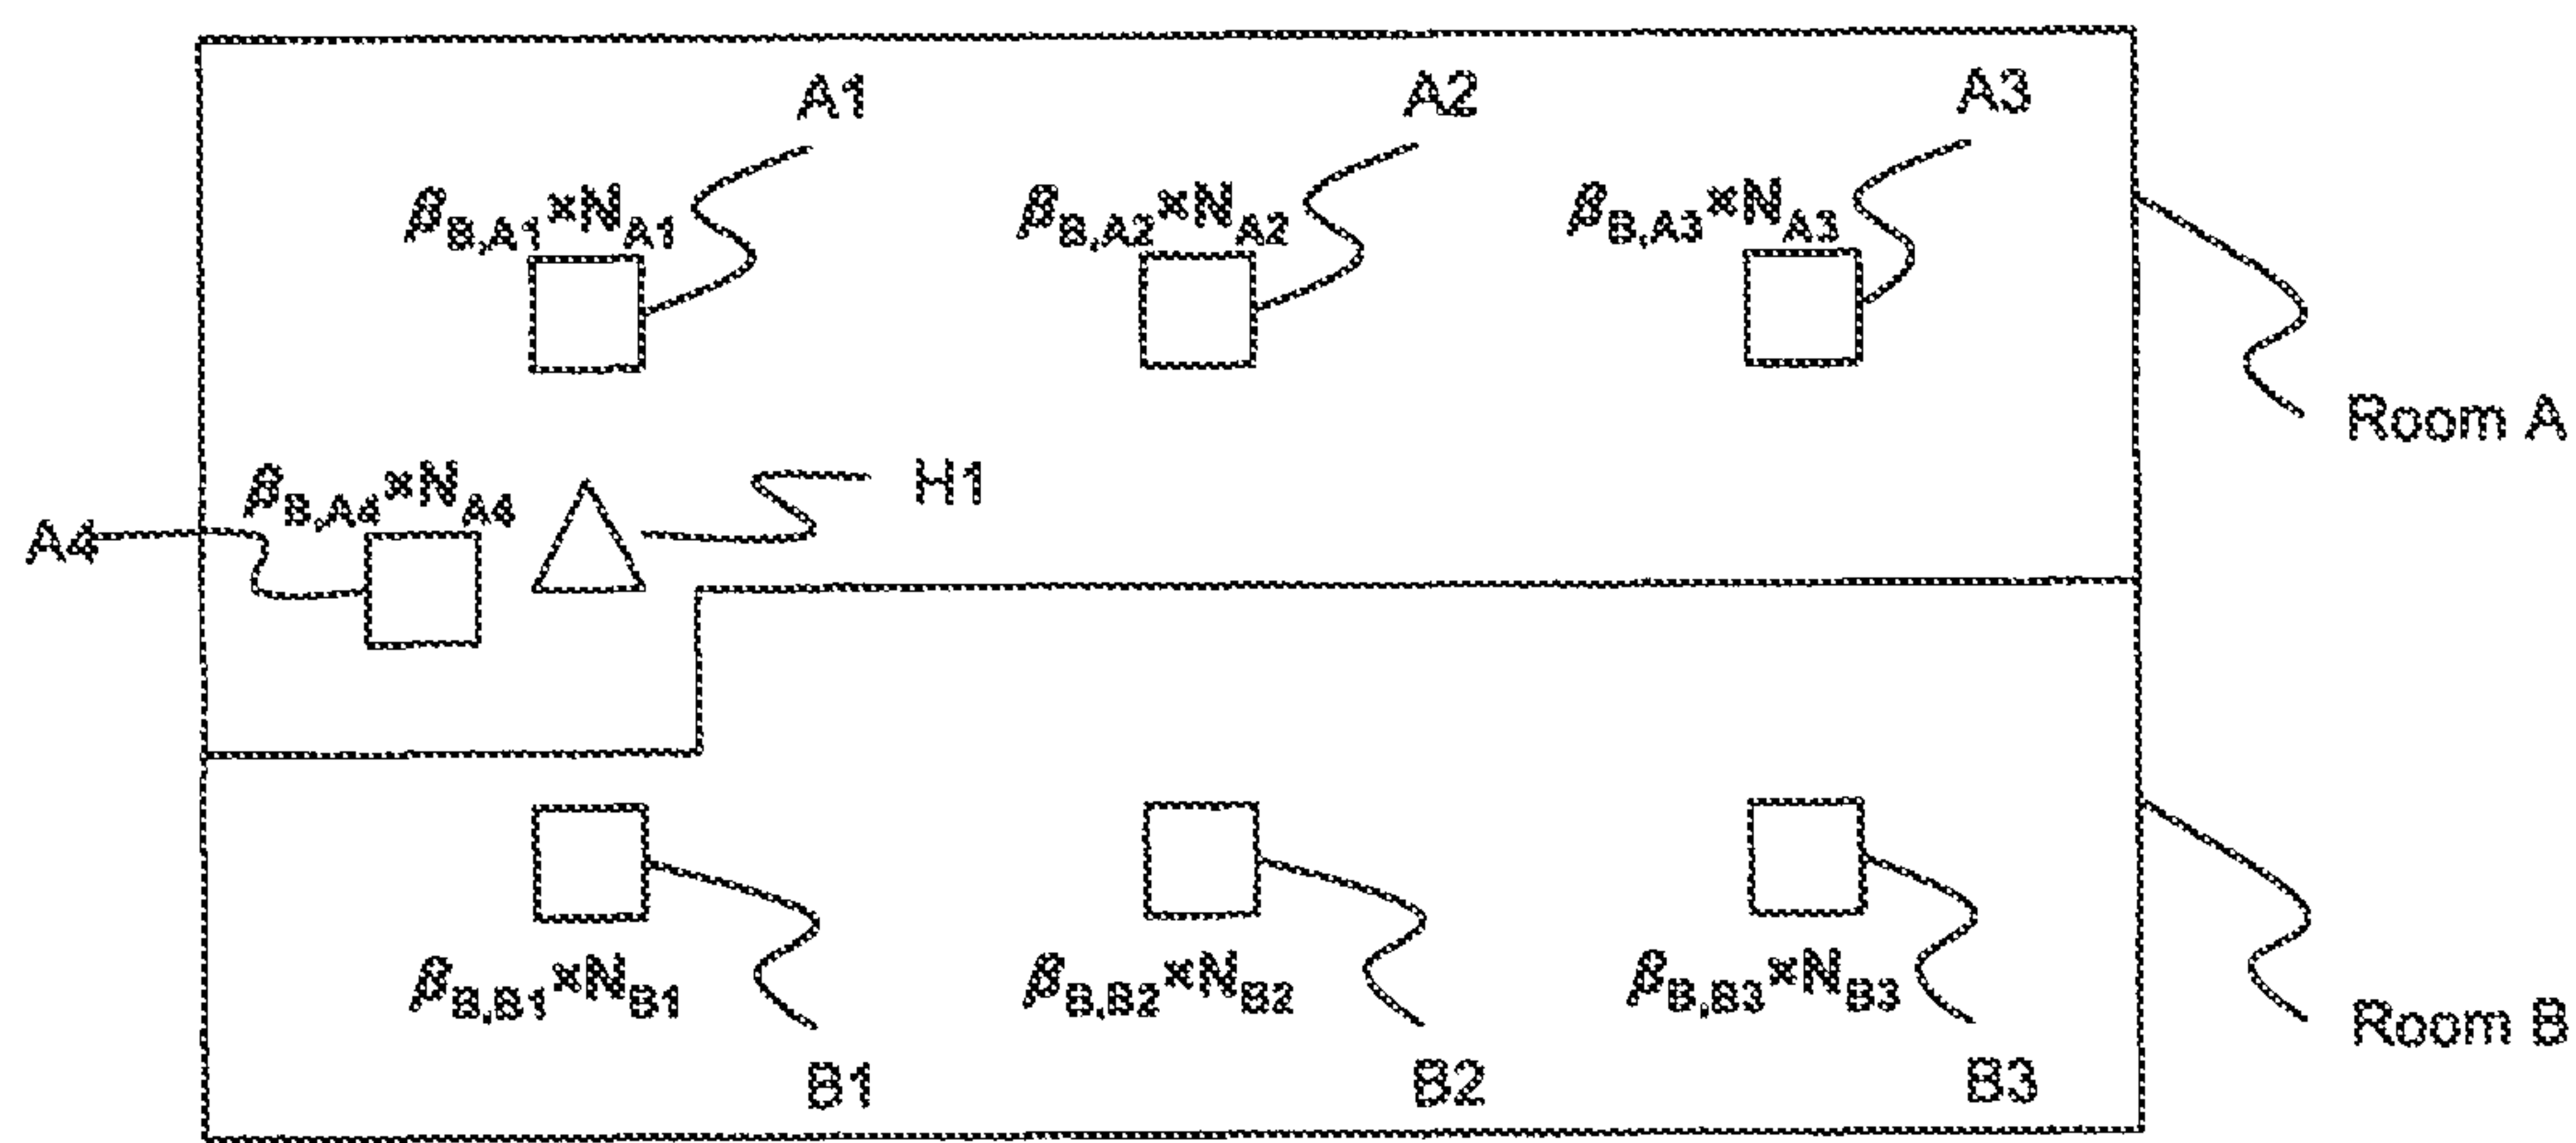 A1 A2 A3
βB,A1×NA1 βB,A2×NA2 βB,A3×NA3
Room A
βB,A4×NA4 H1
A4
βB,B1×NB1 βB,B2×NB2 βB,B3×NB3
Room B
B1 B2 B3